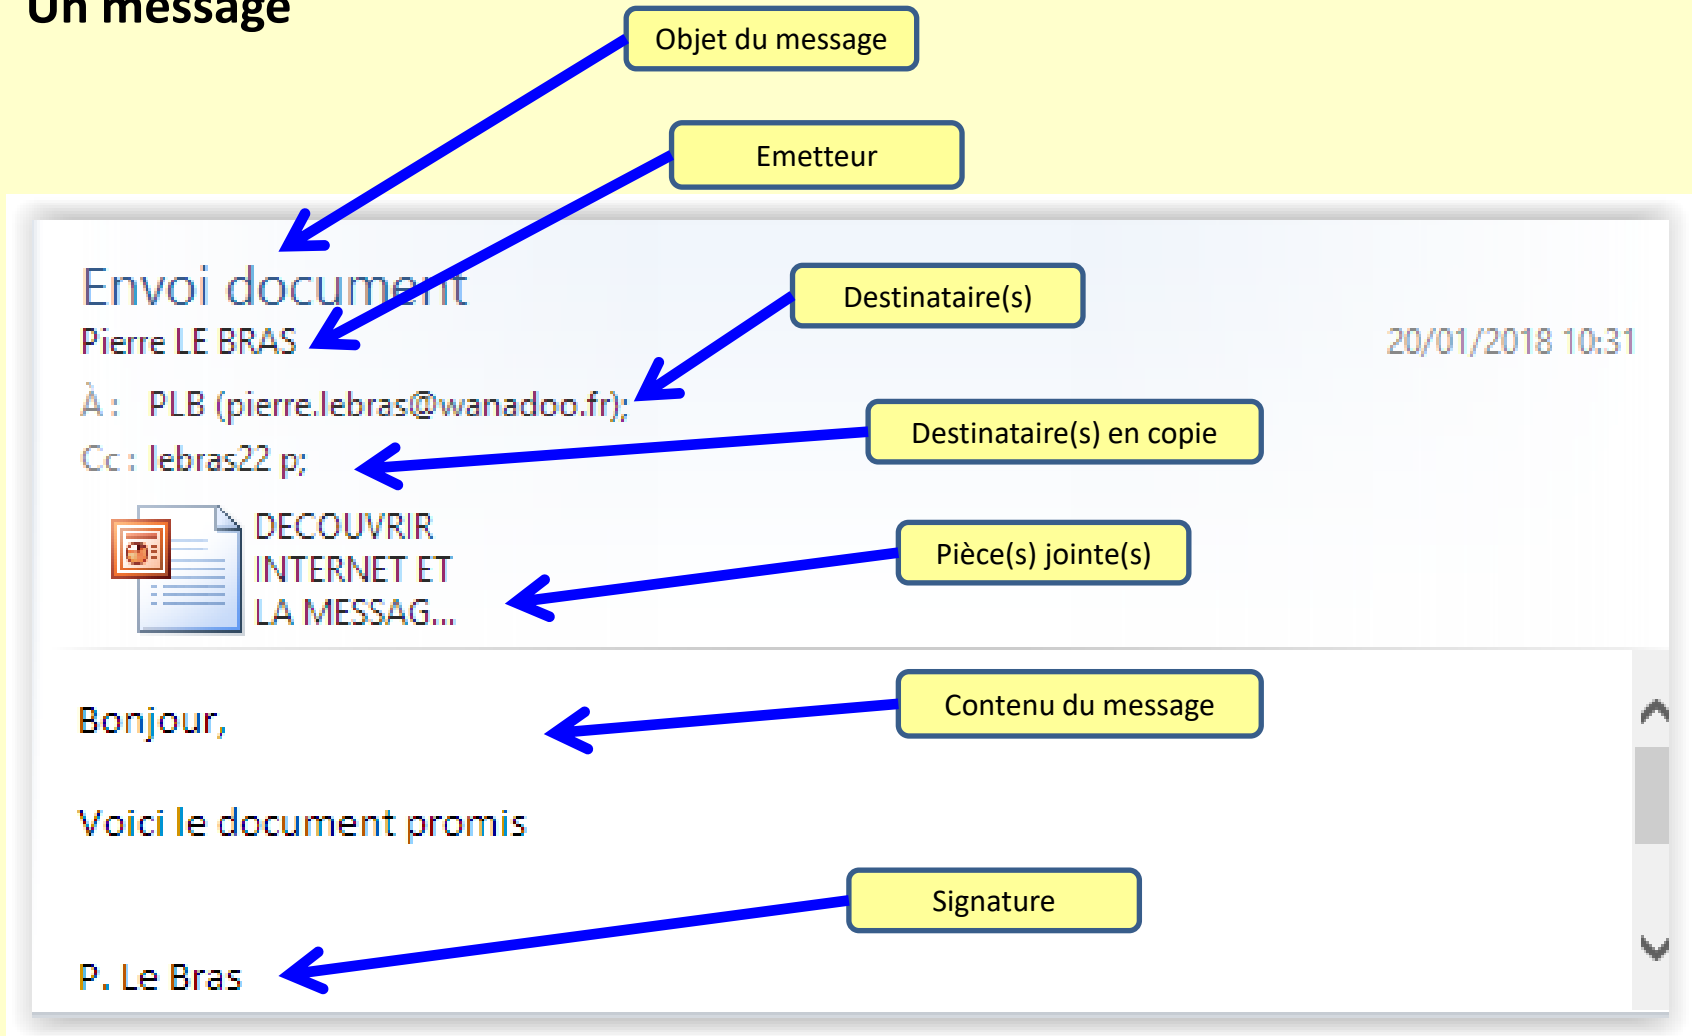 Un message
Objet du message
Emetteur
Envoi document
Destinataire(s)
Pierre LE BRAS
20/01/2018 10:31
À : PLB (pierre.lebras@wanadoo.fr);
Destinataire(s) en copie
Cc : lebras22 p;
DECOUVRIR
INTERNET ET
LA MESSAG...
Pièce(s) jointe(s)
Contenu du message
Bonjour,
Voici le document promis
Signature
P. Le Bras